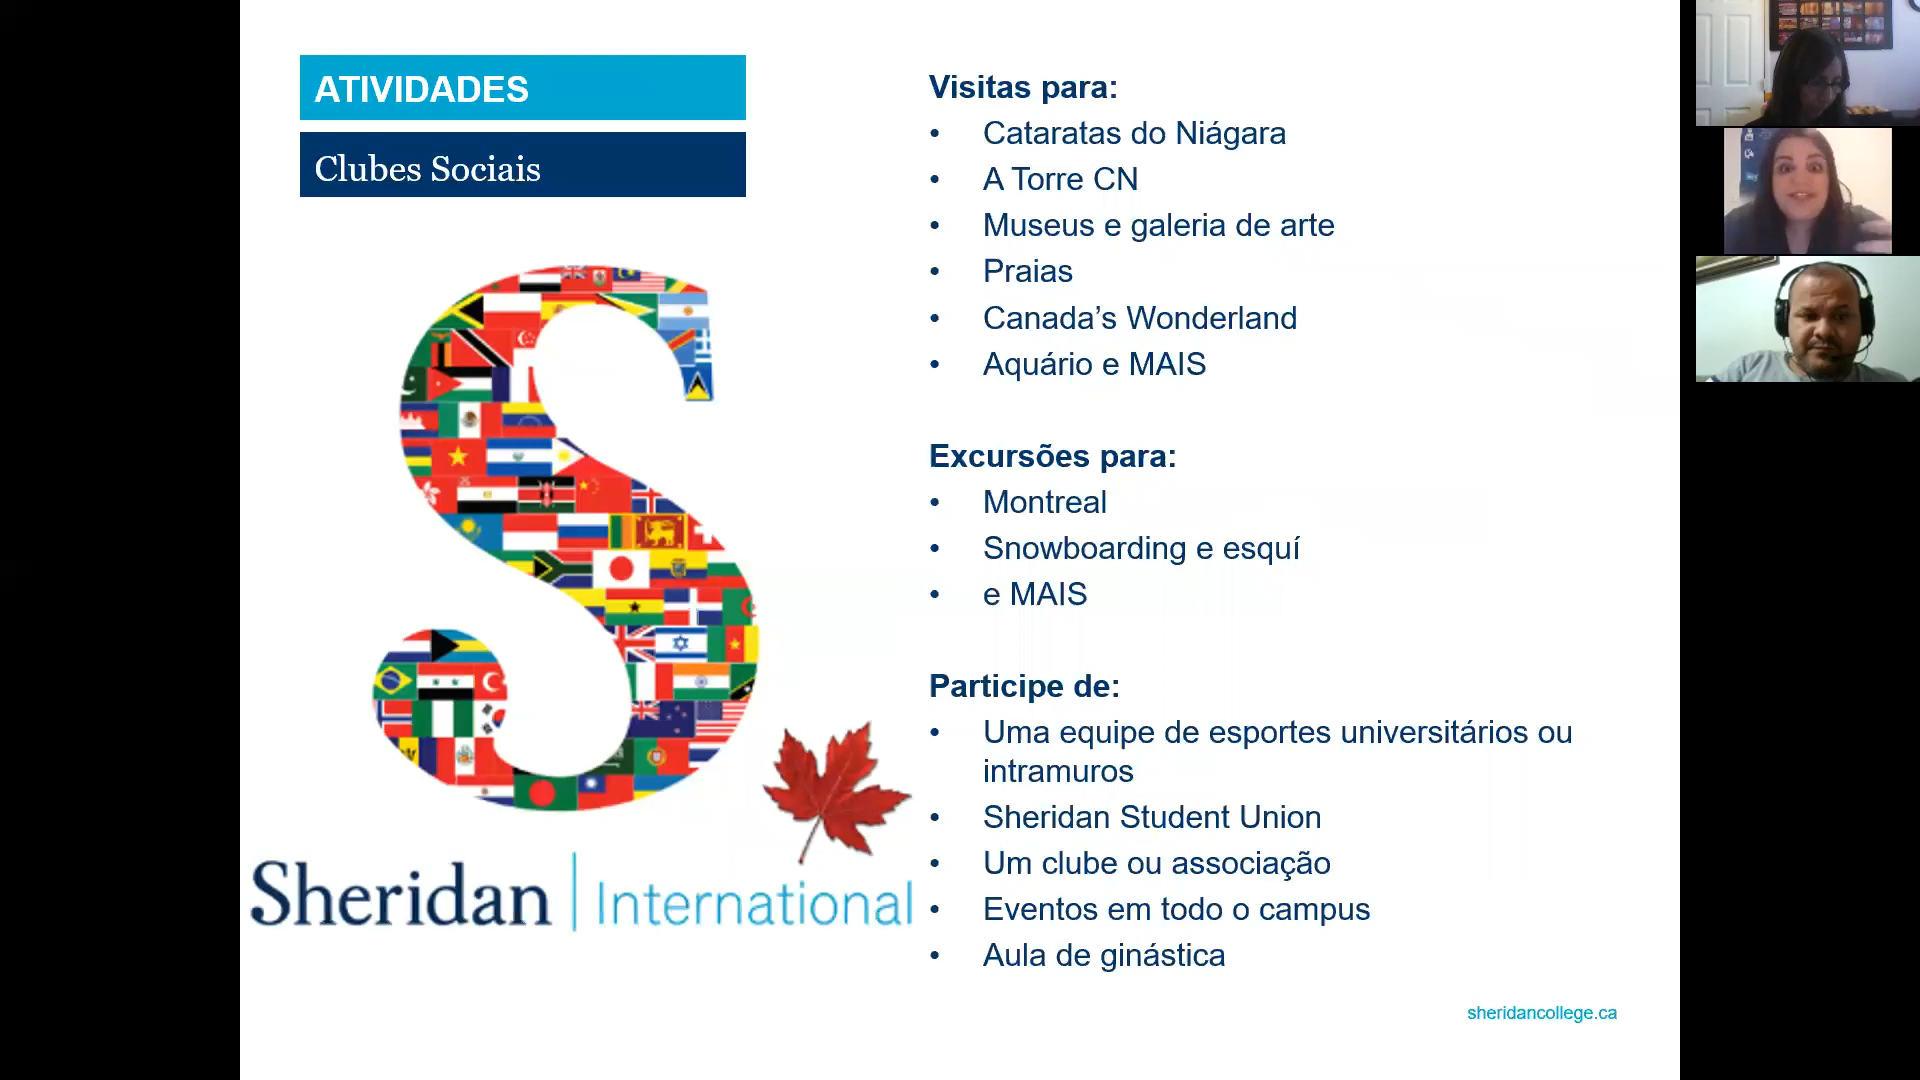 ATIVIDADES
Clubes Sociais
Sheridan | International
Visitas para:
• Cataratas do Niágara
• A Torre CN
• Museus e galeria de arte
• Praias
• Canada’s Wonderland
• Aquário e MAIS
Excursões para:
• Montreal
• Snowboarding e esquí
• e MAIS
Participe de:
• Uma equipe de esportes universitários ou
intramuros
• Sheridan Student Union
• Um clube ou associação
• Eventos em todo o campus
• Aula de ginástica
sheridancollege.ca